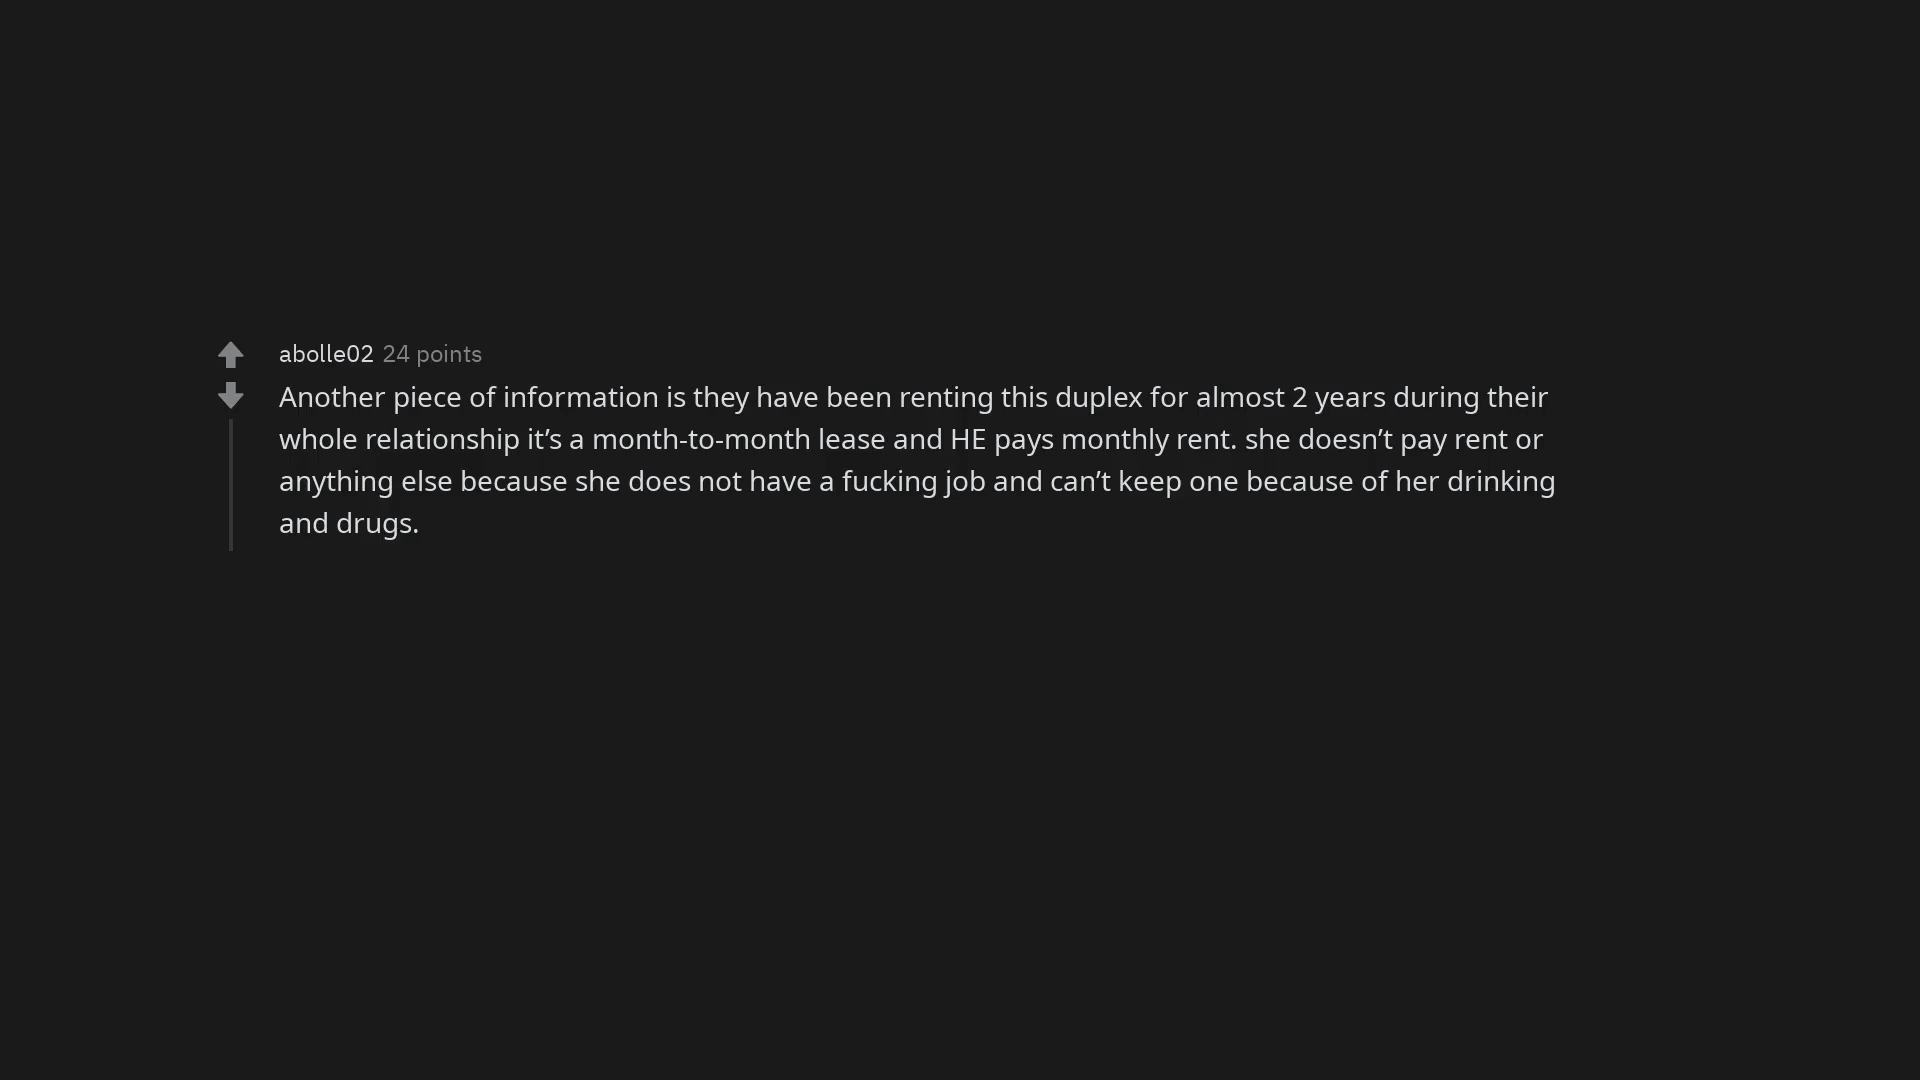 abolle02 24 points
Another piece of information is they have been renting this duplex for almost 2 years during their
whole relationship it’s a month-to-month lease and HE pays monthly rent. she doesn’t pay rent or
anything else because she does not have a fucking job and can’t keep one because of her drinking
and drugs.